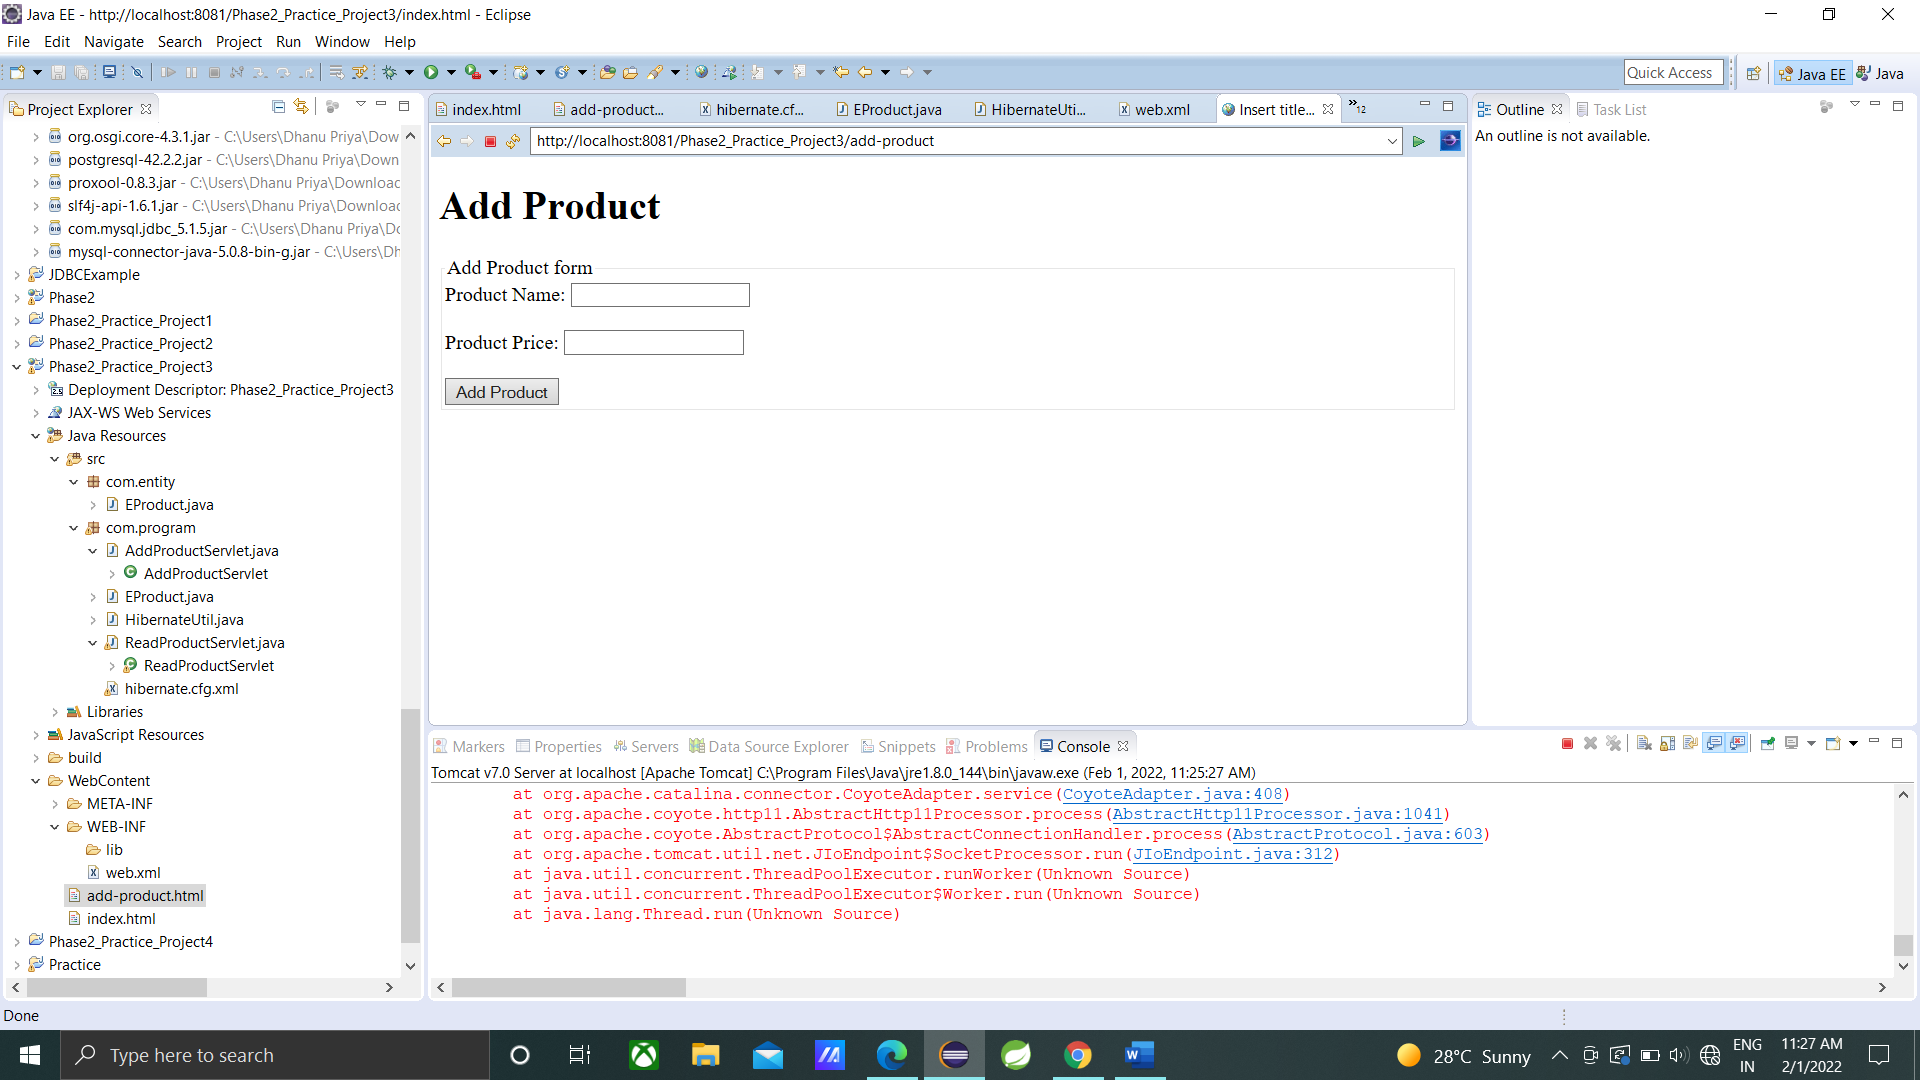 Java EE - http://localhost:8081/Phase2_Practice_Project3/index.html - Eclipse
File Edit Navigate Search Project Run Window Help
Quick Access
Java EE
Java
Project Explorer
org.osgi.core-4.3.1.jar - C:\Users\Dhanu Priya\Dow
postgresql-42.2.2.jar - C:\Users\Dhanu Priya\Down
proxool-0.8.3.jar - C:\Users\Dhanu Priya\Downloac
slf4j-api-1.6.1.jar - C:\Users\Dhanu Priya\Downloac
com.mysql.jdbc_5.1.5.jar - C:\Users\Dhanu Priya\Dc
mysql-connector-java-5.0.8-bin-g.jar - C:\Users\Dh
JDBCExample
Phase2
Phase2_Practice_Project1
Phase2_Practice_Project2
Phase2_Practice_Project3
Deployment Descriptor: Phase2_Practice_Project3
JAX-WS Web Services
Java Resources
src
com.entity
EProduct.java
com.program
AddProductServlet.java
AddProductServlet
EProduct.java
HibernateUtil.java
ReadProductServlet.java
ReadProductServlet
hibernate.cfg.xml
Libraries
JavaScript Resources
build
WebContent
META-INF
WEB-INF
lib
web.xml
add-product.html
index.html
Phase2_Practice_Project4
Practice
index.html add-product... hibernate.cf... EProduct.java HibernateUti... web.xml Insert title... »12
http://localhost:8081/Phase2_Practice_Project3/add-product
Add Product
Add Product form
Product Name:
Product Price:
Add Product
Outline Task List
An outline is not available.
Markers Properties Servers Data Source Explorer Snippets Problems Console
Tomcat v7.0 Server at localhost [Apache Tomcat] C:\Program Files\Java\jre1.8.0_144\bin\javaw.exe (Feb 1, 2022, 11:25:27 AM)
at org.apache.catalina.connector.CoyoteAdapter.service(CoyoteAdapter.java:408)
at org.apache.coyote.http11.AbstractHttp11Processor.process(AbstractHttp11Processor.java:1041)
at org.apache.coyote.AbstractProtocol$AbstractConnectionHandler.process(AbstractProtocol.java:603)
at org.apache.tomcat.util.net.JIoEndpoint$SocketProcessor.run(JIoEndpoint.java:312)
at java.util.concurrent.ThreadPoolExecutor.runWorker(Unknown Source)
at java.util.concurrent.ThreadPoolExecutor$Worker.run(Unknown Source)
at java.lang.Thread.run(Unknown Source)
Done
Type here to search
28°C Sunny
ENG
IN
11:27 AM
2/1/2022